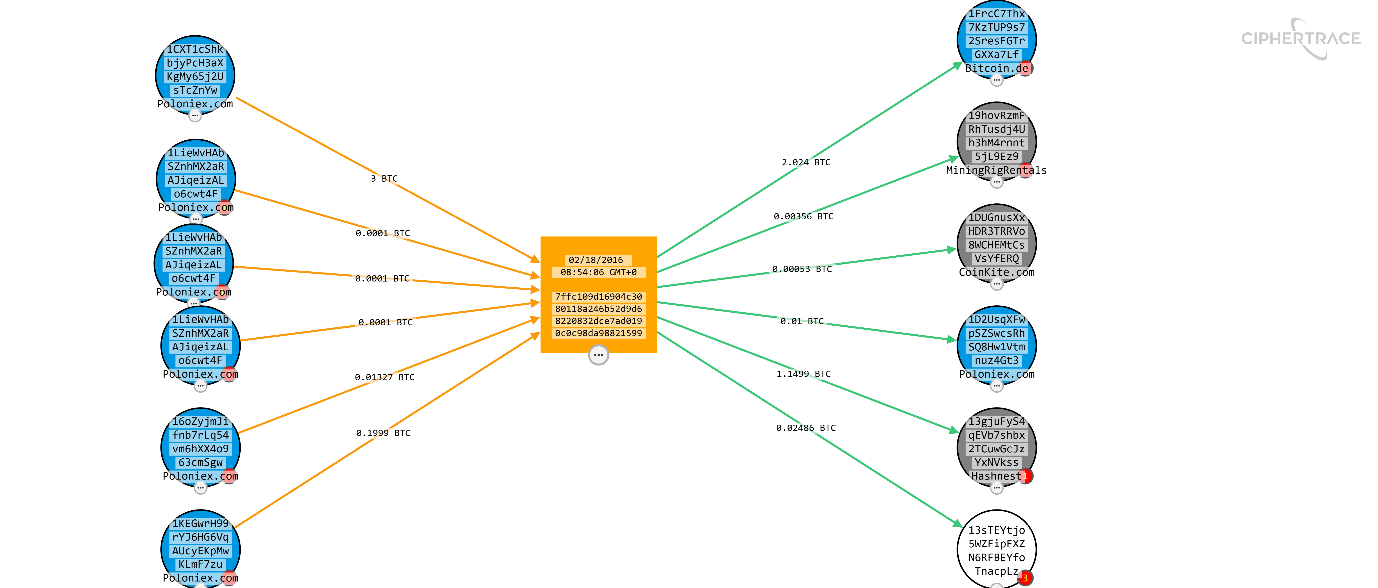 1CXT1cShk
bjyPcH3aX
KgMy65j2U
sTcZnYw
Poloniex.com
1LieWvHAb
SZnhMX2aR
AJiqeizAL
o6cwt4F
Poloniex.com
1LieWvHAb
SZnhMX2aR
AJiqeizAL
o6cwt4F
Poloniex.com
1LieWvHAb
SZnhMX2aR
AJiqeizAL
o6cwt4F
Poloniex.com
16oZyjmJi
fnb7rLq54
vm6hXX4o9
63cmSgw
Poloniex.com
1KEGwrH99
rYJ6HG6Vq
AUcyEKpMw
KLmF7zu
Poloniex.com
3 BTC
0.0001 BTC
0.0001 BTC
0.0001 BTC
0.01327 BTC
0.1999 BTC
02/18/2016
08:54:06 GMT+0
7ffc109d16904c30
80118a246b52d9d6
8220832dce7ad019
0c0c98da98821599
2.024 BTC
0.00356 BTC
0.00053 BTC
0.01 BTC
1.1499 BTC
0.02486 BTC
1FrcC7Thx
7KzTUP9s7
2SresFGTr
GXXa7Lf
Bitcoin.de
19hovRzmF
RhTusdj4U
h3hM4rnnt
5jL9Ez9
MiningRigRentals
1DUGnusXx
HDR3TRRVo
8WCHEMtCs
VsYfERQ
CoinKite.com
1D2UsqXFw
pSZSwcsRh
SQ8Hw1Vtm
nuz4Gt3
Poloniex.com
13gjuFyS4
qEVb7shbx
2TCuwGcJz
YxNVkss
Hashnest
1
13sTEYtjo
5WZFipFXZ
N6RFBEYfo
TnacpLz
3
CIPHERTRACE